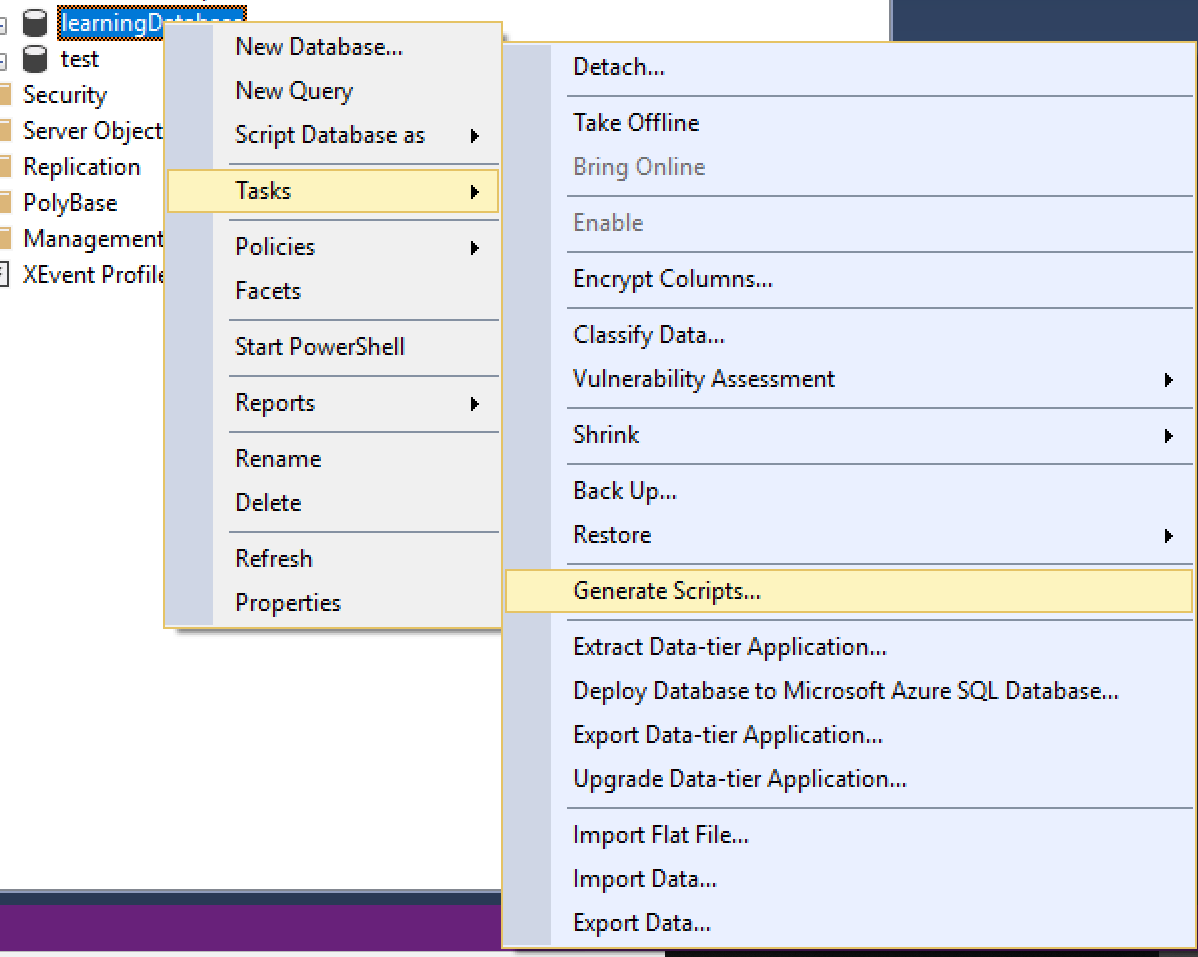 learningDatabase
test
Security
Server Object
Replication
PolyBase
Management
XEvent Profile
New Database...
New Query
Script Database as
Tasks
Policies
Facets
Start PowerShell
Reports
Rename
Delete
Refresh
Properties
Detach...
Take Offline
Bring Online
Enable
Encrypt Columns...
Classify Data...
Vulnerability Assessment
Shrink
Back Up...
Restore
Generate Scripts...
Extract Data-tier Application...
Deploy Database to Microsoft Azure SQL Database...
Export Data-tier Application...
Upgrade Data-tier Application...
Import Flat File...
Import Data...
Export Data...